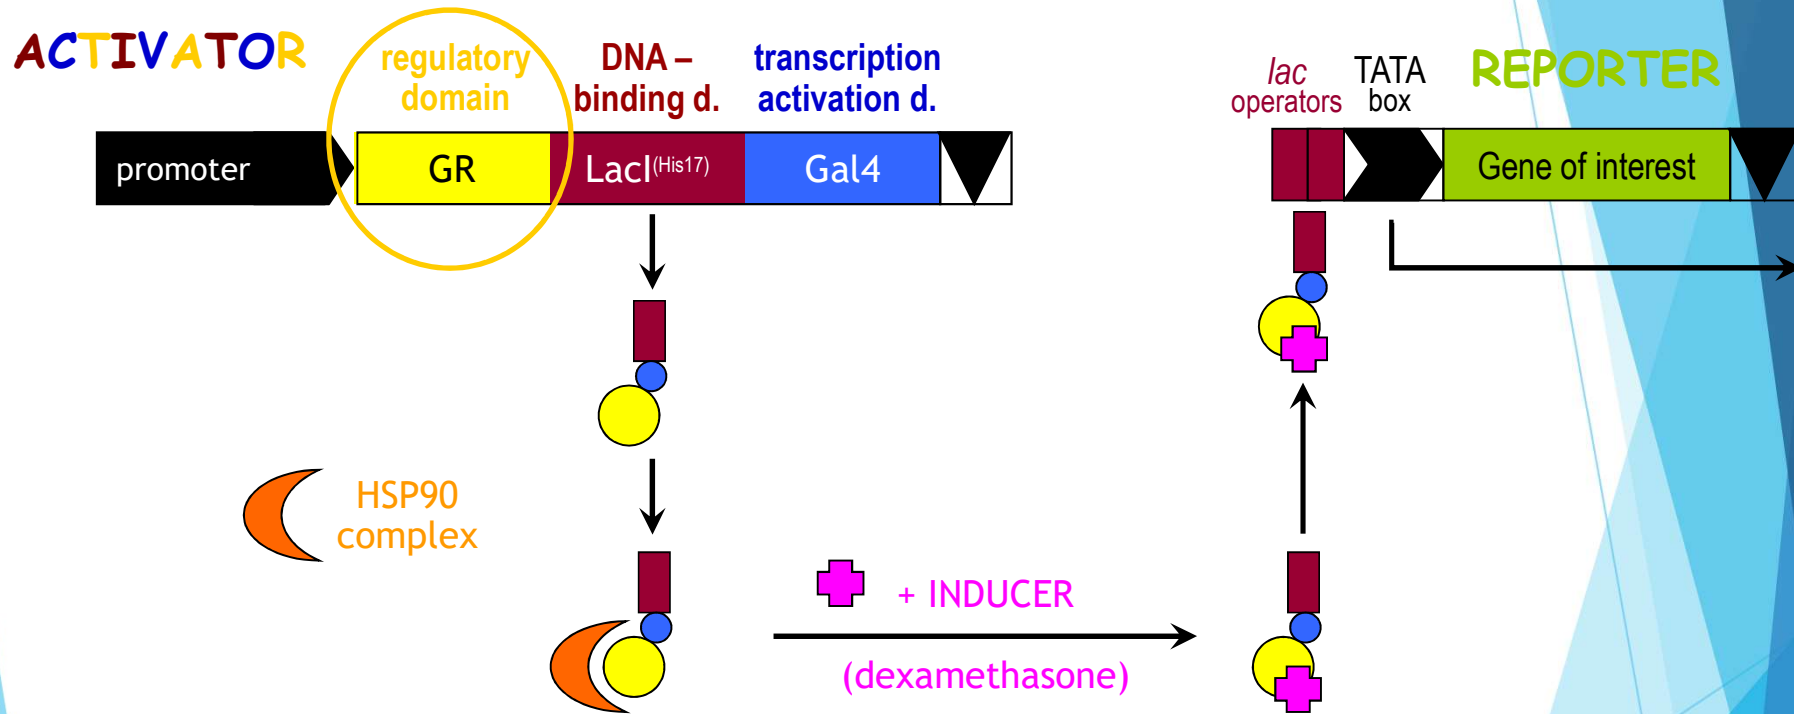 ACTIVATOR
regulatory
domain
DNA –
binding d.
transcription
activation d.
lac
operators
TATA
box
REPORTER
promoter
GR
LacI(His17)
Gal4
Gene of interest
HSP90
complex
+ INDUCER
(dexamethasone)